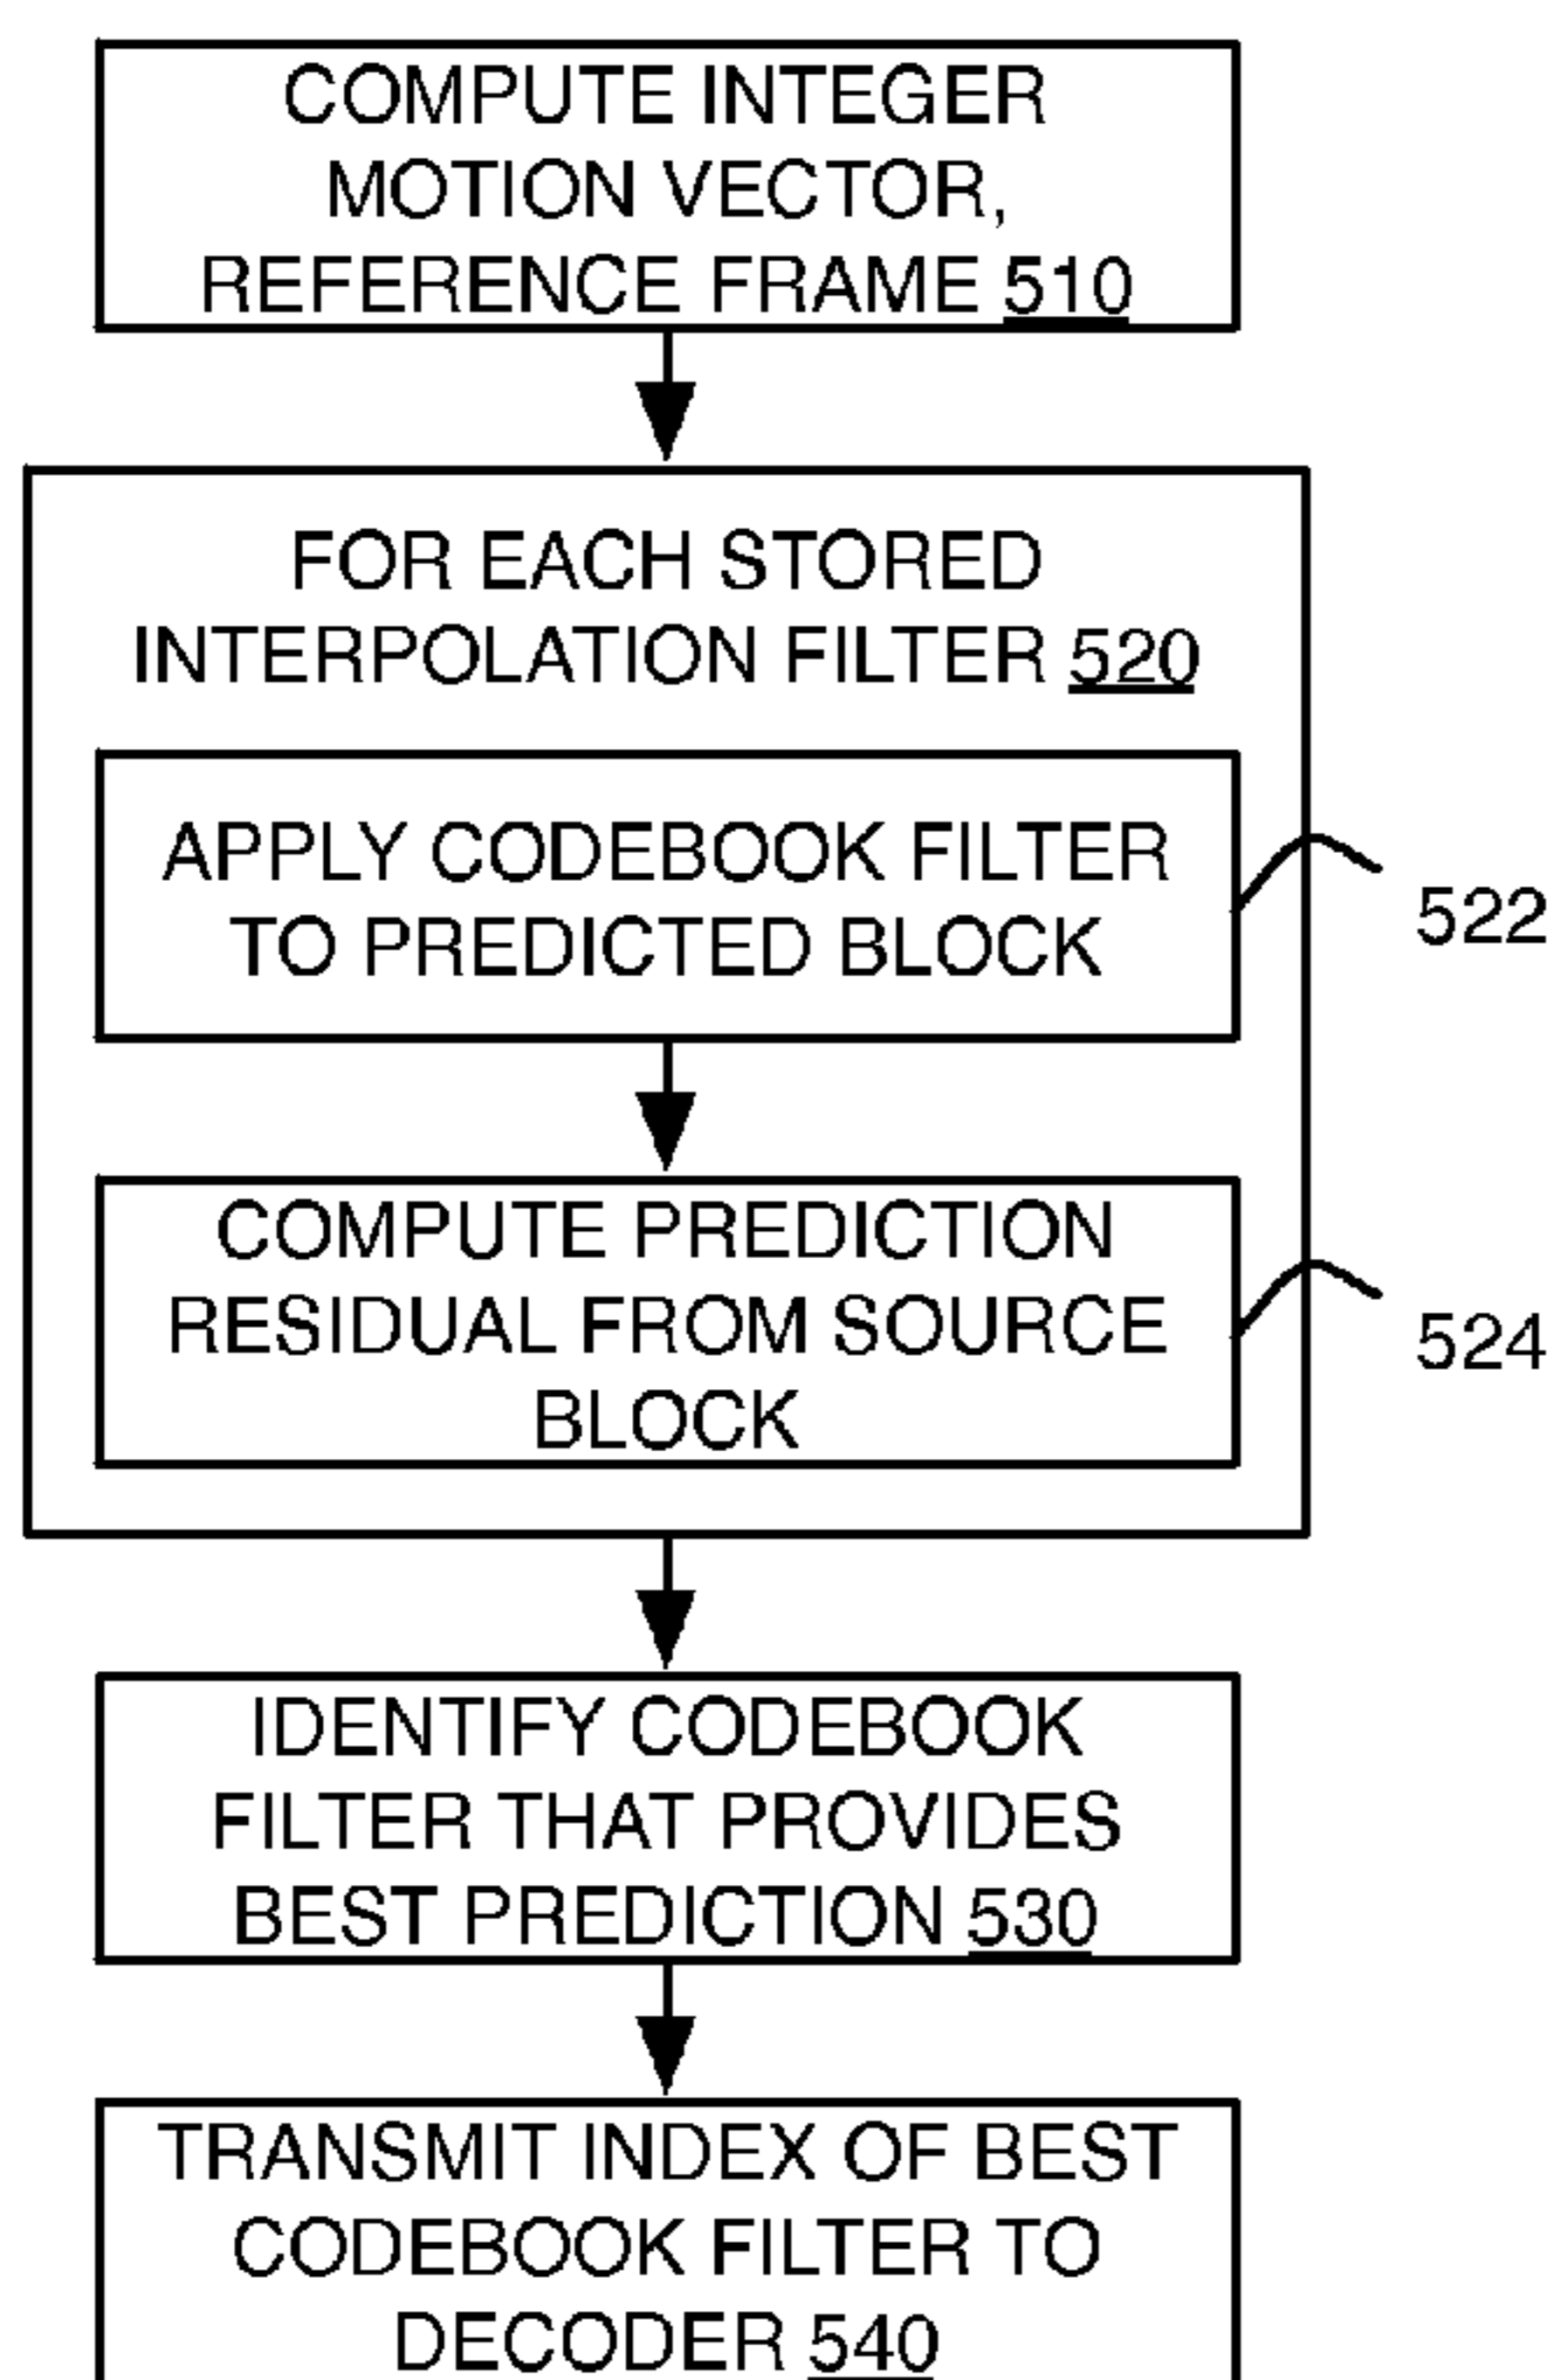 COMPUTE INTEGER
MOTION VECTOR,
REFERENCE FRAME 510
FOR EACH STORED
INTERPOLATION FILTER 520
APPLY CODEBOOK FILTER
TO PREDICTED BLOCK
522
COMPUTE PREDICTION
RESIDUAL FROM SOURCE
BLOCK
524
IDENTIFY CODEBOOK
FILTER THAT PROVIDES
BEST PREDICTION 530
TRANSMIT INDEX OF BEST
CODEBOOK FILTER TO
DECODER 540